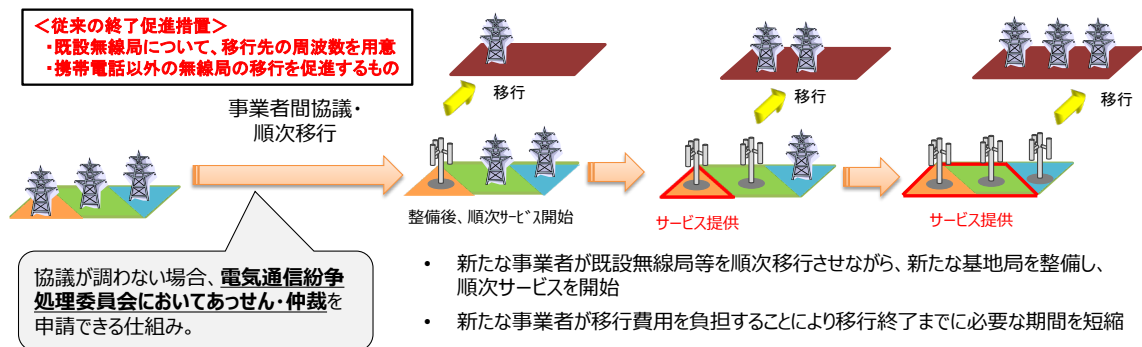 ＜従来の終了促進措置＞
・既設無線局について、移行先の周波数を用意
・携帯電話以外の無線局の移行を促進するもの
事業者間協議・
順次移行
移行
移行
移行
整備後、順次ｻｰﾋﾞｽ開始
サービス提供
サービス提供
協議が調わない場合、電気通信紛争
処理委員会においてあっせん・仲裁を
申請できる仕組み。
• 新たな事業者が既設無線局等を順次移行させながら、新たな基地局を整備し、
順次サービスを開始
• 新たな事業者が移行費用を負担することにより移行終了までに必要な期間を短縮